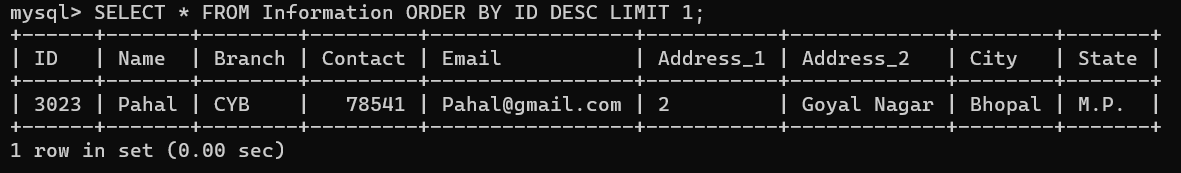 mysql> SELECT * FROM Information ORDER BY ID DESC LIMIT 1;
+------+-------+--------+---------+-----------------+-----------+-------------+--------+-------+
| ID   | Name  | Branch | Contact | Email           | Address_1 | Address_2   | City   | State |
+------+-------+--------+---------+-----------------+-----------+-------------+--------+-------+
| 3023 | Pahal | CYB    |   78541 | Pahal@gmail.com | 2         | Goyal Nagar | Bhopal | M.P.  |
+------+-------+--------+---------+-----------------+-----------+-------------+--------+-------+
1 row in set (0.00 sec)